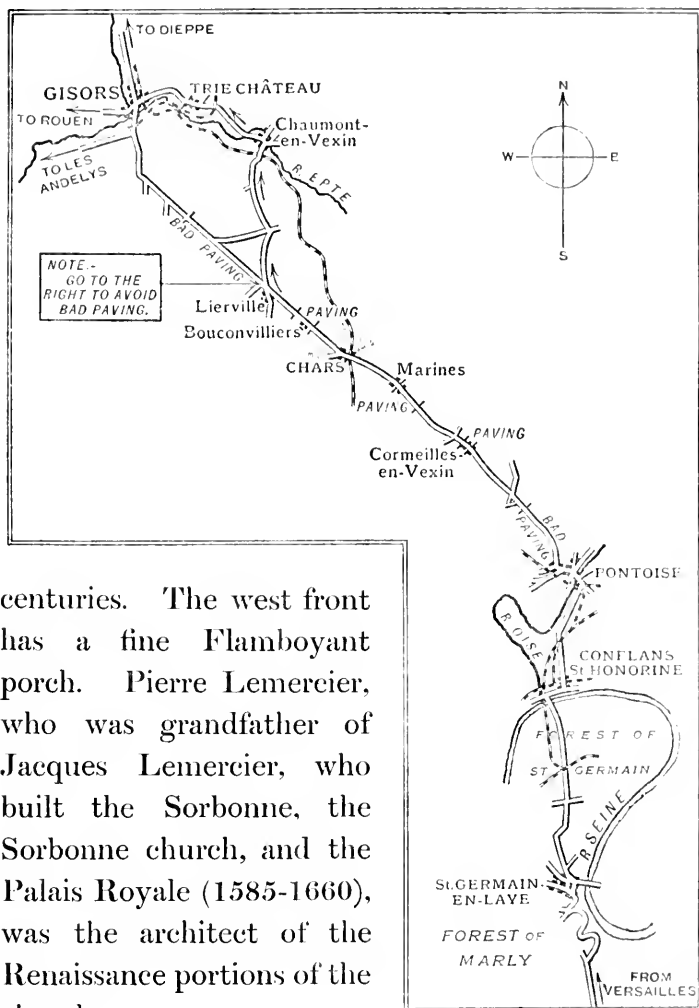 TO DIEPPE
GISORS
TRIE CHÂTEAU
TO ROUEN
Chaumont-
en-Vexin
TO LES
ANDELYS
R. EPTE
N
W
E
S
BAD PAVING
NOTE.-
GO TO THE
RIGHT TO AVOID
BAD PAVING.
Lierville
PAVING
Bouconvilliers
CHARS
Marines
PAVING
PAVING
Cormeilles-
en-Vexin
BAD
PAVING
PONTOISE
R. OISE
CONFLANS
St HONORINE
FOREST OF
ST GERMAIN
R. SEINE
St. GERMAIN-
EN-LAYE
FOREST OF
MARLY
FROM
VERSAILLES
centuries. The west front
has a fine Flamboyant
porch. Pierre Lemercier,
who was grandfather of
Jacques Lemercier, who
built the Sorbonne, the
Sorbonne church, and the
Palais Royale (1585-1660),
was the architect of the
Renaissance portions of the